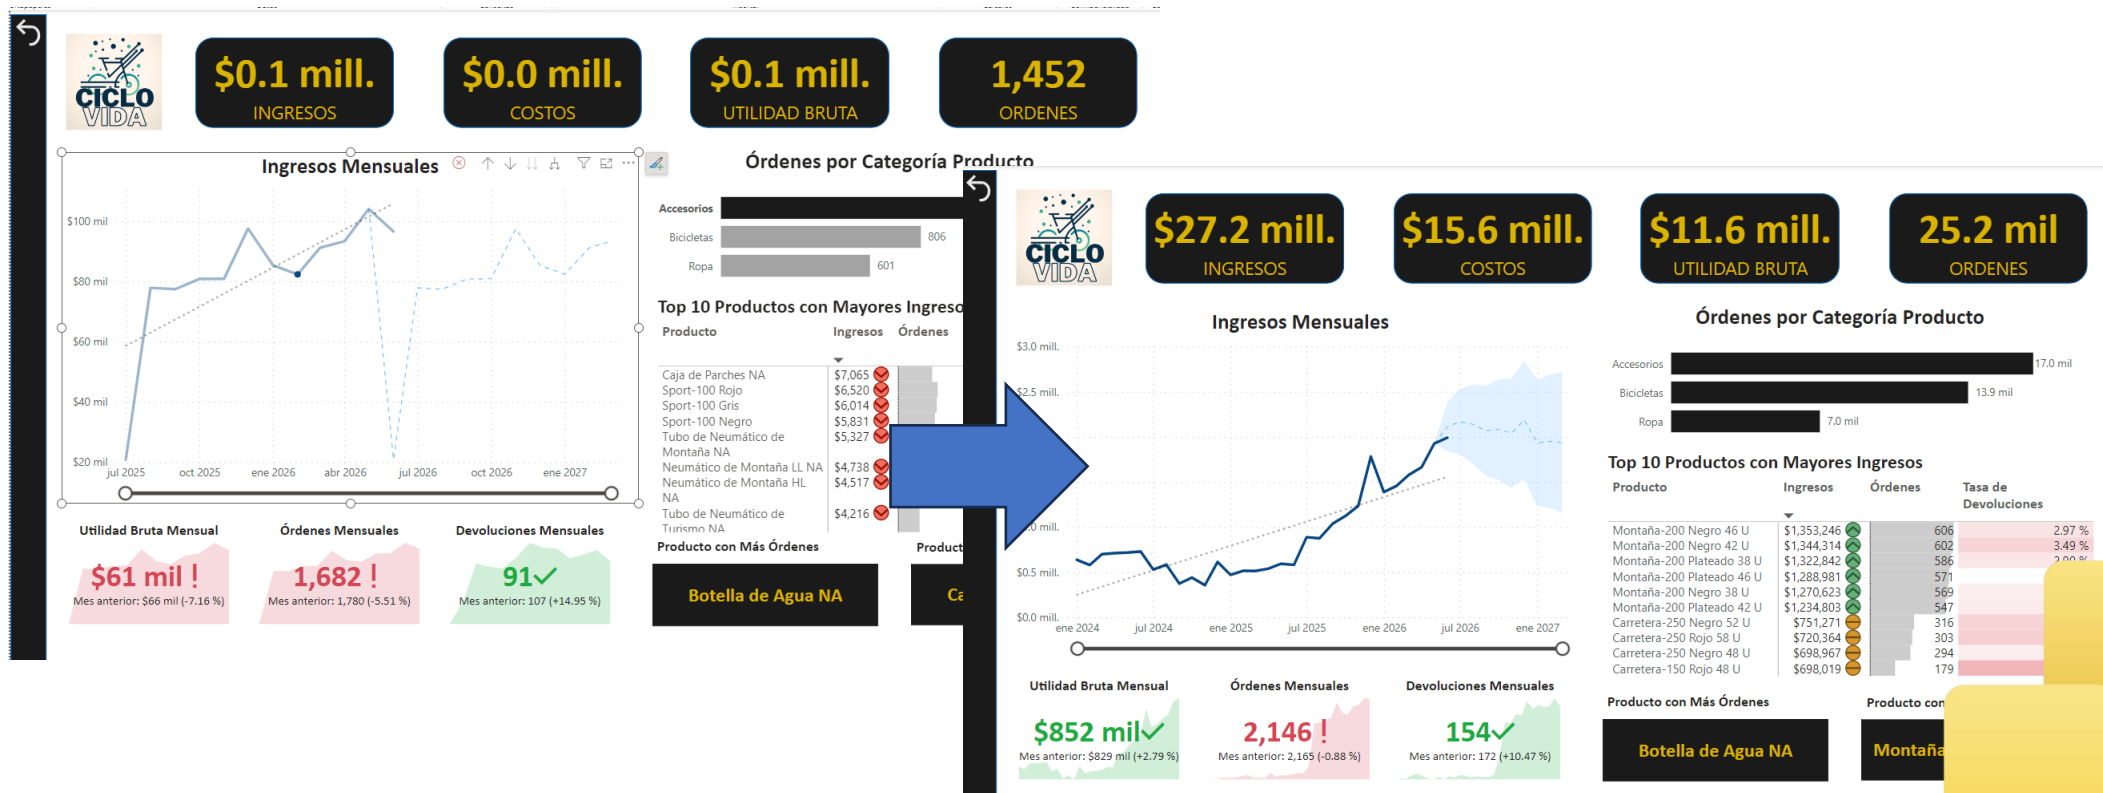 CICLO
VIDA
$0.1 mill.
INGRESOS
$0.0 mill.
COSTOS
$0.1 mill.
UTILIDAD BRUTA
1,452
ORDENES
Ingresos Mensuales
$100 mil
$80 mil
$60 mil
$40 mil
$20 mil
jul 2025
oct 2025
ene 2026
abr 2026
jul 2026
oct 2026
ene 2027
Órdenes por Categoría Producto
Accesorios
Bicicletas
806
Ropa
601
Top 10 Productos con Mayores Ingreso
Producto
Ingresos
Órdenes
Caja de Parches NA
$7,065
Sport-100 Rojo
$6,520
Sport-100 Gris
$6,014
Sport-100 Negro
$5,831
Tubo de Neumático de
$5,327
Montaña NA
Neumático de Montaña LL NA
$4,738
Neumático de Montaña HL
$4,517
NA
Tubo de Neumático de
$4,216
Turismo NA
Utilidad Bruta Mensual
$61 mil !
Mes anterior: $66 mil (-7.16 %)
Órdenes Mensuales
1,682 !
Mes anterior: 1,780 (-5.51 %)
Devoluciones Mensuales
91
Mes anterior: 107 (+14.95 %)
Producto con Más Órdenes
Botella de Agua NA
Product
Ca
CICLO
VIDA
$27.2 mill.
INGRESOS
$15.6 mill.
COSTOS
$11.6 mill.
UTILIDAD BRUTA
25.2 mil
ORDENES
Ingresos Mensuales
$3.0 mill.
$2.5 mill.
.0 mill.
$0.5 mill.
$0.0 mill.
ene 2024
jul 2024
ene 2025
jul 2025
ene 2026
jul 2026
ene 2027
Órdenes por Categoría Producto
Accesorios
17.0 mil
Bicicletas
13.9 mil
Ropa
7.0 mil
Top 10 Productos con Mayores Ingresos
Producto
Ingresos
Órdenes
Tasa de
Devoluciones
Montaña-200 Negro 46 U
$1,353,246
606
2.97 %
Montaña-200 Negro 42 U
$1,344,314
602
3.49 %
Montaña-200 Plateado 38 U
$1,322,842
586
Montaña-200 Plateado 46 U
$1,288,981
571
Montaña-200 Negro 38 U
$1,270,623
569
Montaña-200 Plateado 42 U
$1,234,803
547
Carretera-250 Negro 52 U
$751,271
316
Carretera-250 Rojo 58 U
$720,364
303
Carretera-250 Negro 48 U
$698,967
294
Carretera-150 Rojo 48 U
$698,019
179
Utilidad Bruta Mensual
$852 mil
Mes anterior: $829 mil (+2.79 %)
Órdenes Mensuales
2,146 !
Mes anterior: 2,165 (-0.88 %)
Devoluciones Mensuales
154
Mes anterior: 172 (+10.47 %)
Producto con Más Órdenes
Botella de Agua NA
Producto con
Montaña